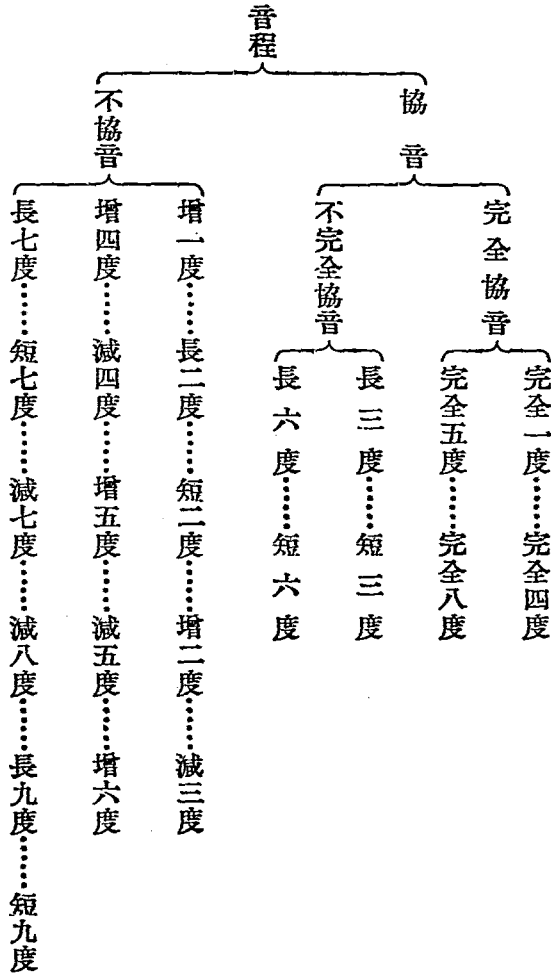 音程
協音
完全協音
完全一度……完全四度
完全五度……完全八度
不完全協音
長三度……短三度
長六度……短六度
不協音
增一度……長二度……短二度……增二度……減三度
增四度……減四度……增五度……減五度……增六度
長七度……短七度……減七度……減八度……長九度……短九度